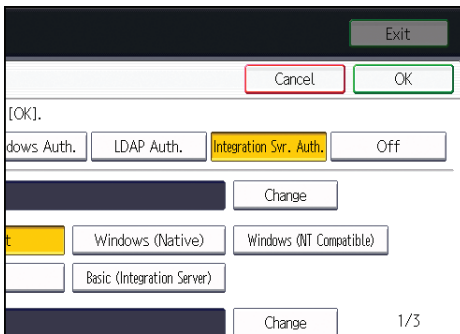 Exit
Cancel OK
[OK].
dows Auth. LDAP Auth. Integration Svr. Auth. Off
Change
t Windows (Native) Windows (NT Compatible)
Basic (Integration Server)
Change 1/3